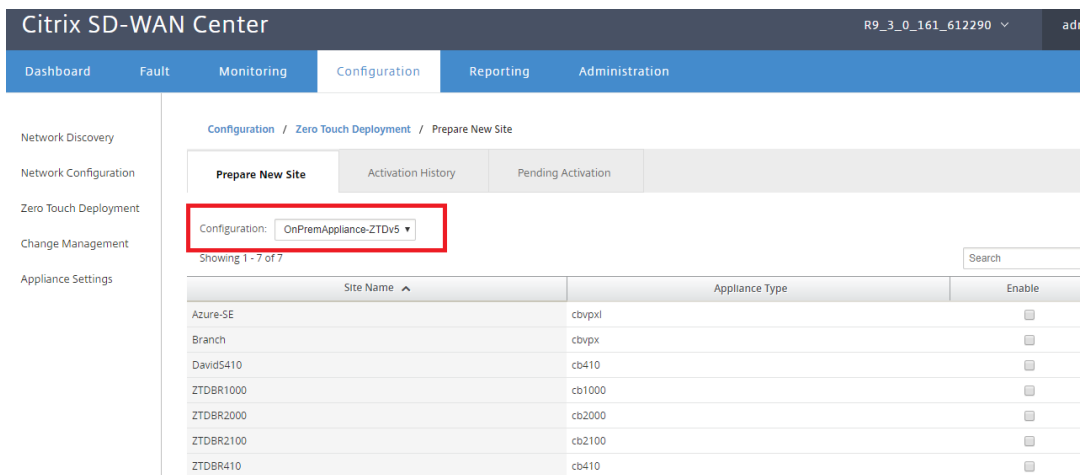 Citrix SD-WAN Center R9_3_0_161_612290
Dashboard Fault Monitoring Configuration Reporting Administration
Configuration / Zero Touch Deployment / Prepare New Site
Network Discovery
Network Configuration
Zero Touch Deployment
Change Management
Appliance Settings
Prepare New Site Activation History Pending Activation
Configuration: OnPremAppliance-ZTDv5
Showing 1 - 7 of 7
Search
Site Name Appliance Type Enable
Azure-SE cbvpxl
Branch cbvpx
DavidS410 cb410
ZTDBR1000 cb1000
ZTDBR2000 cb2000
ZTDBR2100 cb2100
ZTDBR410 cb410